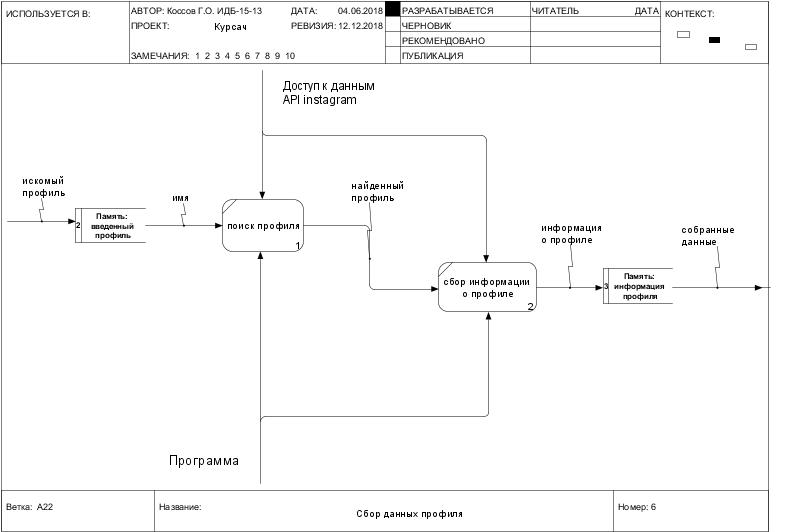 ИСПОЛЬЗУЕТСЯ В:
АВТОР: Коссов Г.О. ИДБ-15-13
ДАТА: 04.06.2018
РАЗРАБАТЫВАЕТСЯ
ЧИТАТЕЛЬ
ДАТА
КОНТЕКСТ:
ПРОЕКТ: Курсач
РЕВИЗИЯ: 12.12.2018
ЧЕРНОВИК
РЕКОМЕНДОВАНО
ЗАМЕЧАНИЯ: 1 2 3 4 5 6 7 8 9 10
ПУБЛИКАЦИЯ
Доступ к данным
API instagram
искомый
профиль
2
Память:
введенный
профиль
имя
поиск профиля
1
найденный
профиль
сбор информации
о профиле
2
информация
о профиле
3
Память:
информация
профиля
собранные
данные
Программа
Ветка: A22
Название:
Сбор данных профиля
Номер: 6